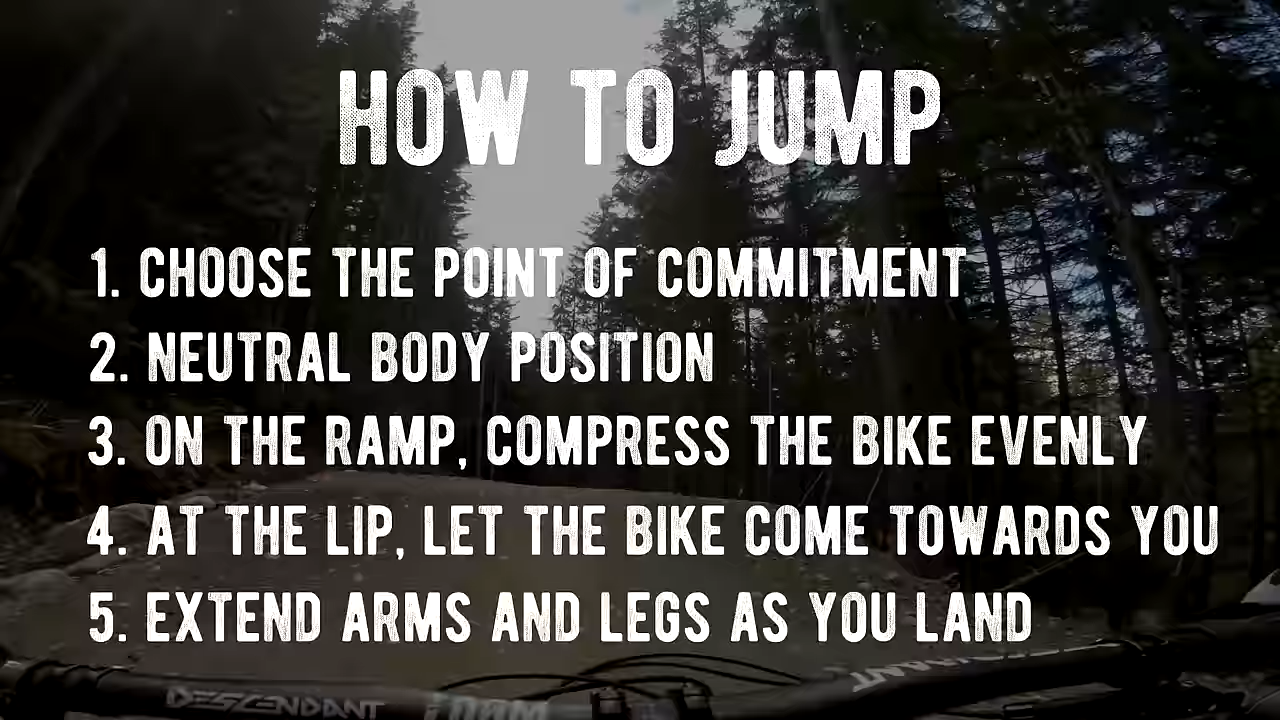 HOW TO JUMP
1. CHOOSE THE POINT OF COMMITMENT
2. NEUTRAL BODY POSITION
3. ON THE RAMP, COMPRESS THE BIKE EVENLY
4. AT THE LIP, LET THE BIKE COME TOWARDS YOU
5. EXTEND ARMS AND LEGS AS YOU LAND
DESCENDANT